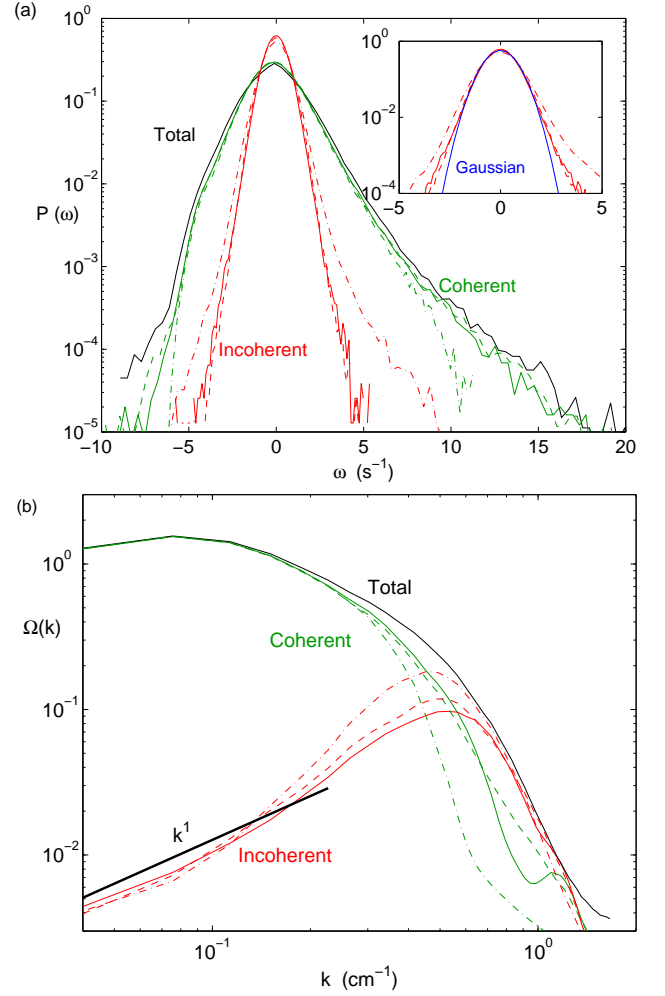 (a)
10^0
10^-1
10^-2
10^-3
10^-4
10^-5
P (ω)
Total
Coherent
Incoherent
10^0
10^-2
10^-4
Gaussian
−5 0 5
−10 −5 0 5 10 15 20
ω (s^-1)
(b)
10^0
10^-1
10^-2
Ω(k)
Total
Coherent
k^1
Incoherent
10^-1 10^0
k (cm^-1)